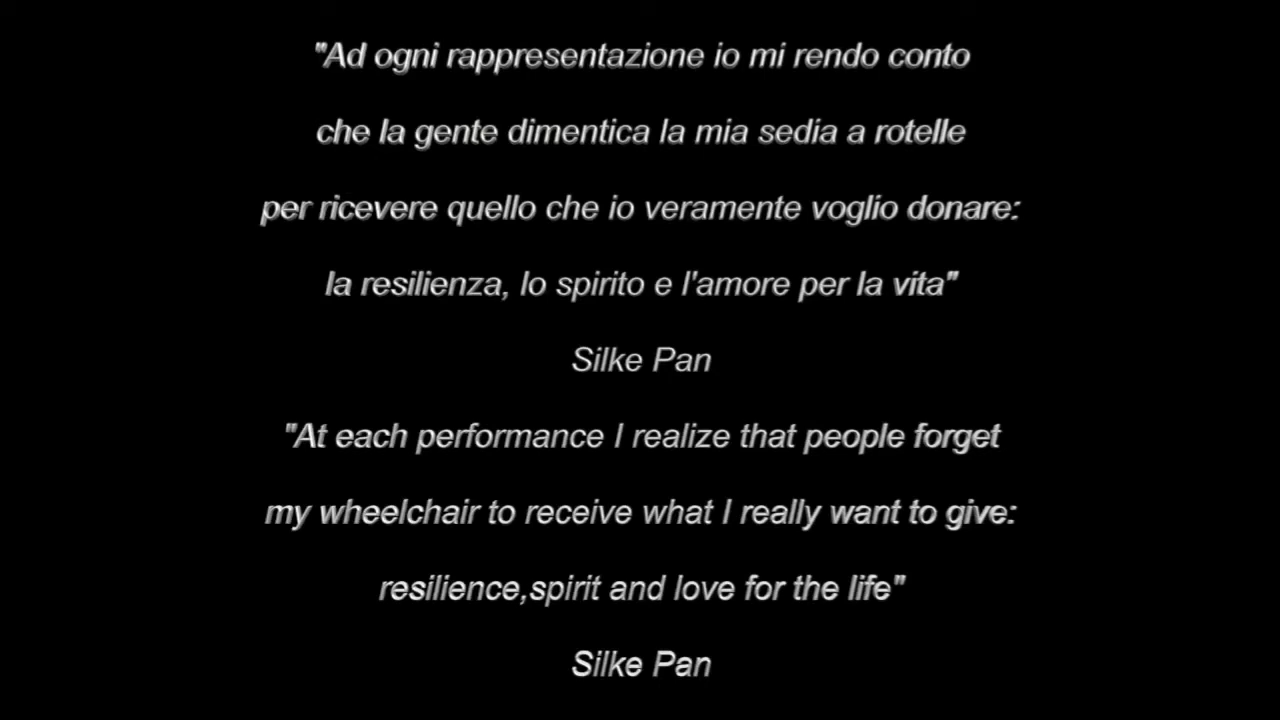 "Ad ogni rappresentazione io mi rendo conto
che la gente dimentica la mia sedia a rotelle
per ricevere quello che io veramente voglio donare:
la resilienza, lo spirito e l'amore per la vita"
Silke Pan
"At each performance I realize that people forget
my wheelchair to receive what I really want to give:
resilience,spirit and love for the life"
Silke Pan